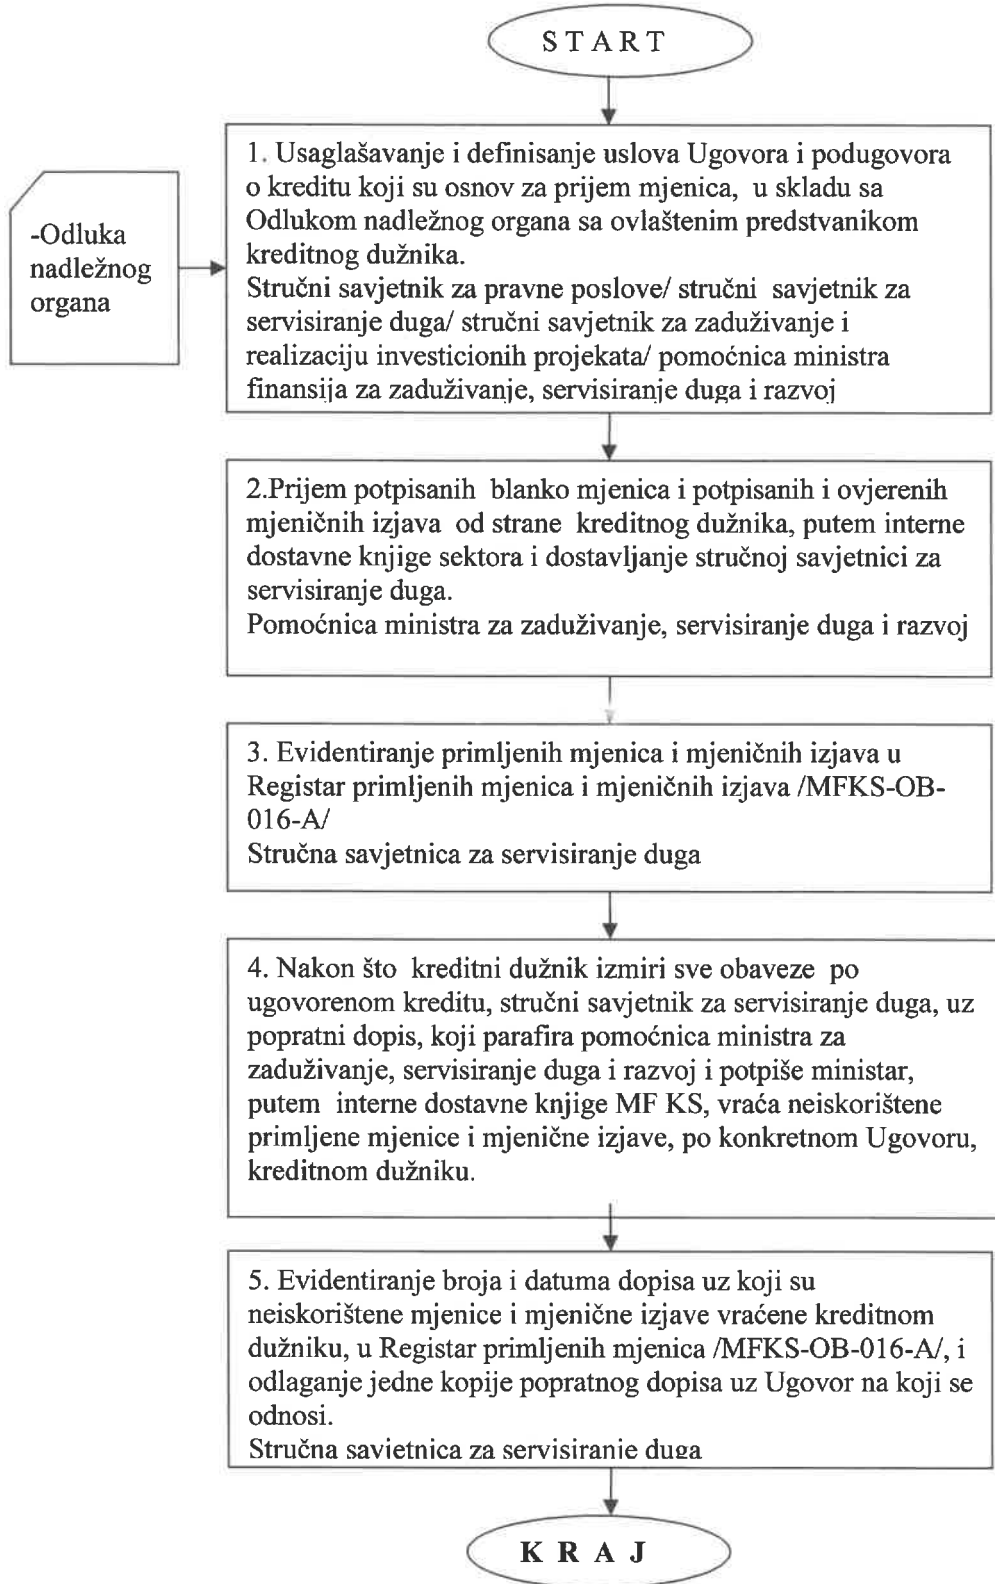 S T A R T
-Odluka
nadležnog
organa
1. Usaglašavanje i definisanje uslova Ugovora i podugovora
o kreditu koji su osnov za prijem mjenica, u skladu sa
Odlukom nadležnog organa sa ovlaštenim predstvanikom
kreditnog dužnika.
Stručni savjetnik za pravne poslove/ stručni savjetnik za
servisiranje duga/ stručni savjetnik za zaduživanje i
realizaciju investicionih projekata/ pomoćnica ministra
finansija za zaduživanje, servisiranje duga i razvoj
2.Prijem potpisanih blanko mjenica i potpisanih i ovjerenih
mjeničnih izjava od strane kreditnog dužnika, putem interne
dostavne knjige sektora i dostavljanje stručnoj savjetnici za
servisiranje duga.
Pomoćnica ministra za zaduživanje, servisiranje duga i razvoj
3. Evidentiranje primljenih mjenica i mjeničnih izjava u
Registar primljenih mjenica i mjeničnih izjava /MFKS-OB-
016-A/
Stručna savjetnica za servisiranje duga
4. Nakon što kreditni dužnik izmiri sve obaveze po
ugovorenom kreditu, stručni savjetnik za servisiranje duga, uz
popratni dopis, koji parafira pomoćnica ministra za
zaduživanje, servisiranje duga i razvoj i potpiše ministar,
putem interne dostavne knjige MF KS, vraća neiskorištene
primljene mjenice i mjenične izjave, po konkretnom Ugovoru,
kreditnom dužniku.
5. Evidentiranje broja i datuma dopisa uz koji su
neiskorištene mjenice i mjenične izjave vraćene kreditnom
dužniku, u Registar primljenih mjenica /MFKS-OB-016-A/, i
odlaganje jedne kopije popratnog dopisa uz Ugovor na koji se
odnosi.
Stručna savjetnica za servisiranje duga
K R A J